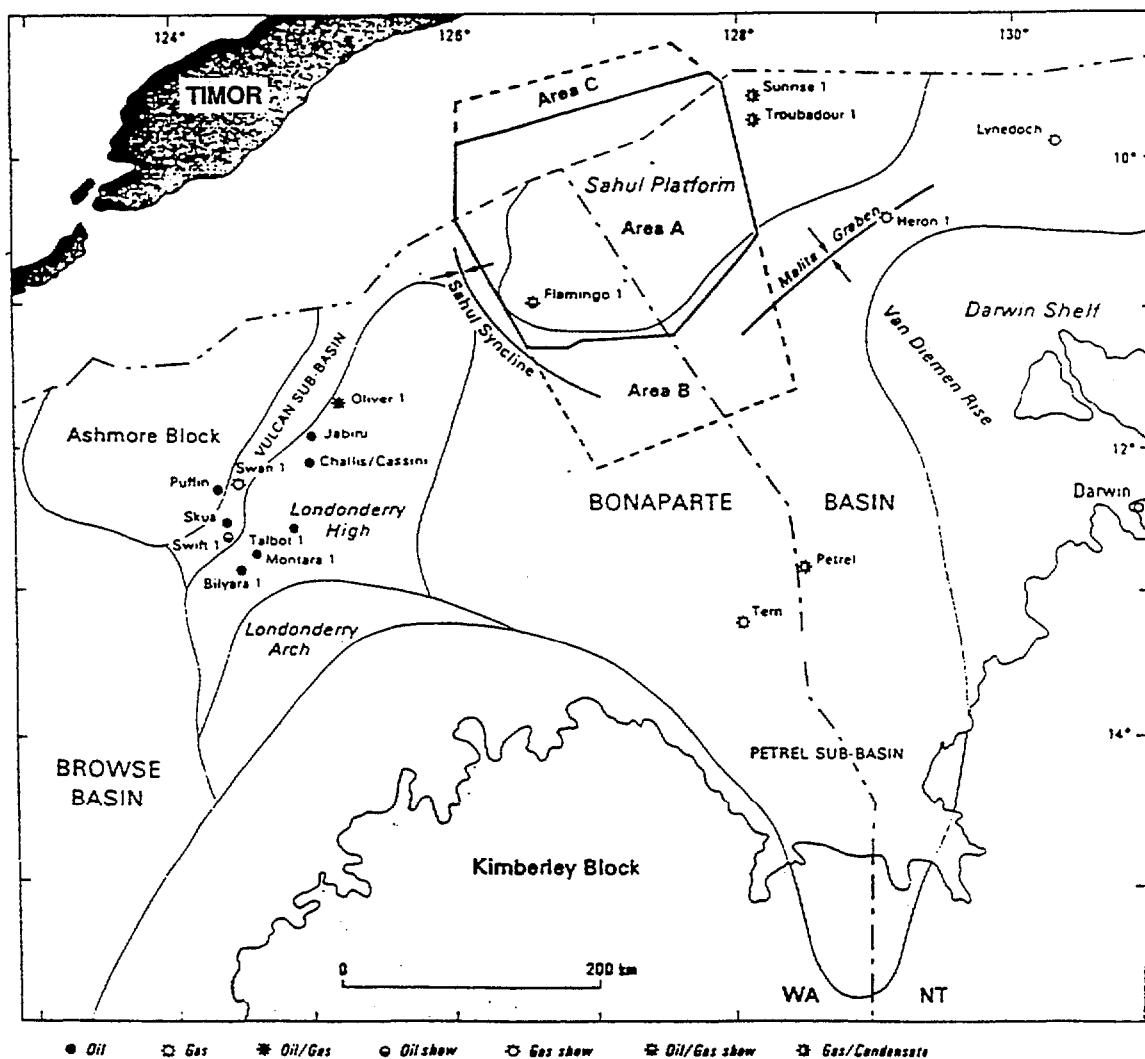 124°
126°
128°
130°
TIMOR
Area C
Sunrise 1
Troubadour 1
Lynedoch
10°
Sahul Platform
Area A
Malita Graben
Heron 1
Flamingo 1
Sahul Syncline
Darwin Shelf
Van Diemen Rise
VULCAN SUB-BASIN
Oliver 1
Area B
Ashmore Block
Jabiru
12°
Swan 1
Challis/Cassini
Puffin
BONAPARTE
BASIN
Darwin
Londonderry
High
Skua
Swift 1
Talbot 1
Montara 1
Bilyara 1
Petrel
Tern
Londonderry
Arch
14°
PETREL SUB-BASIN
BROWSE
BASIN
Kimberley Block
0
200 km
WA
NT
Oil
Gas
Oil/Gas
Oil show
Gas show
Oil/Gas show
Gas/Condensate